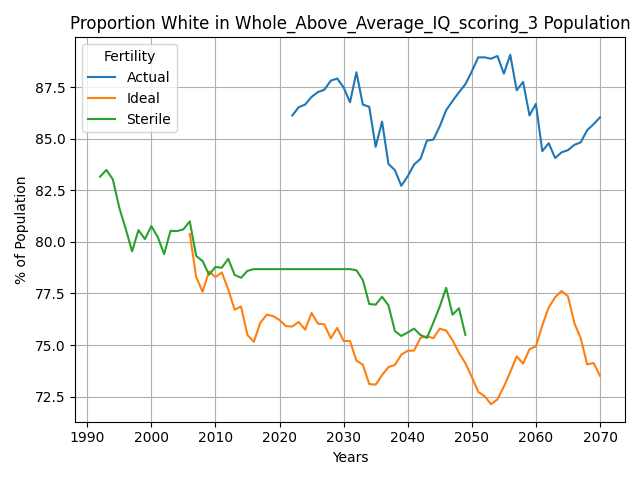 Proportion White in Whole_Above_Average_IQ_scoring_3 Population
Fertility
Actual
Ideal
Sterile
% of Population
87.5
85.0
82.5
80.0
77.5
75.0
72.5
1990 2000 2010 2020 2030 2040 2050 2060 2070
Years